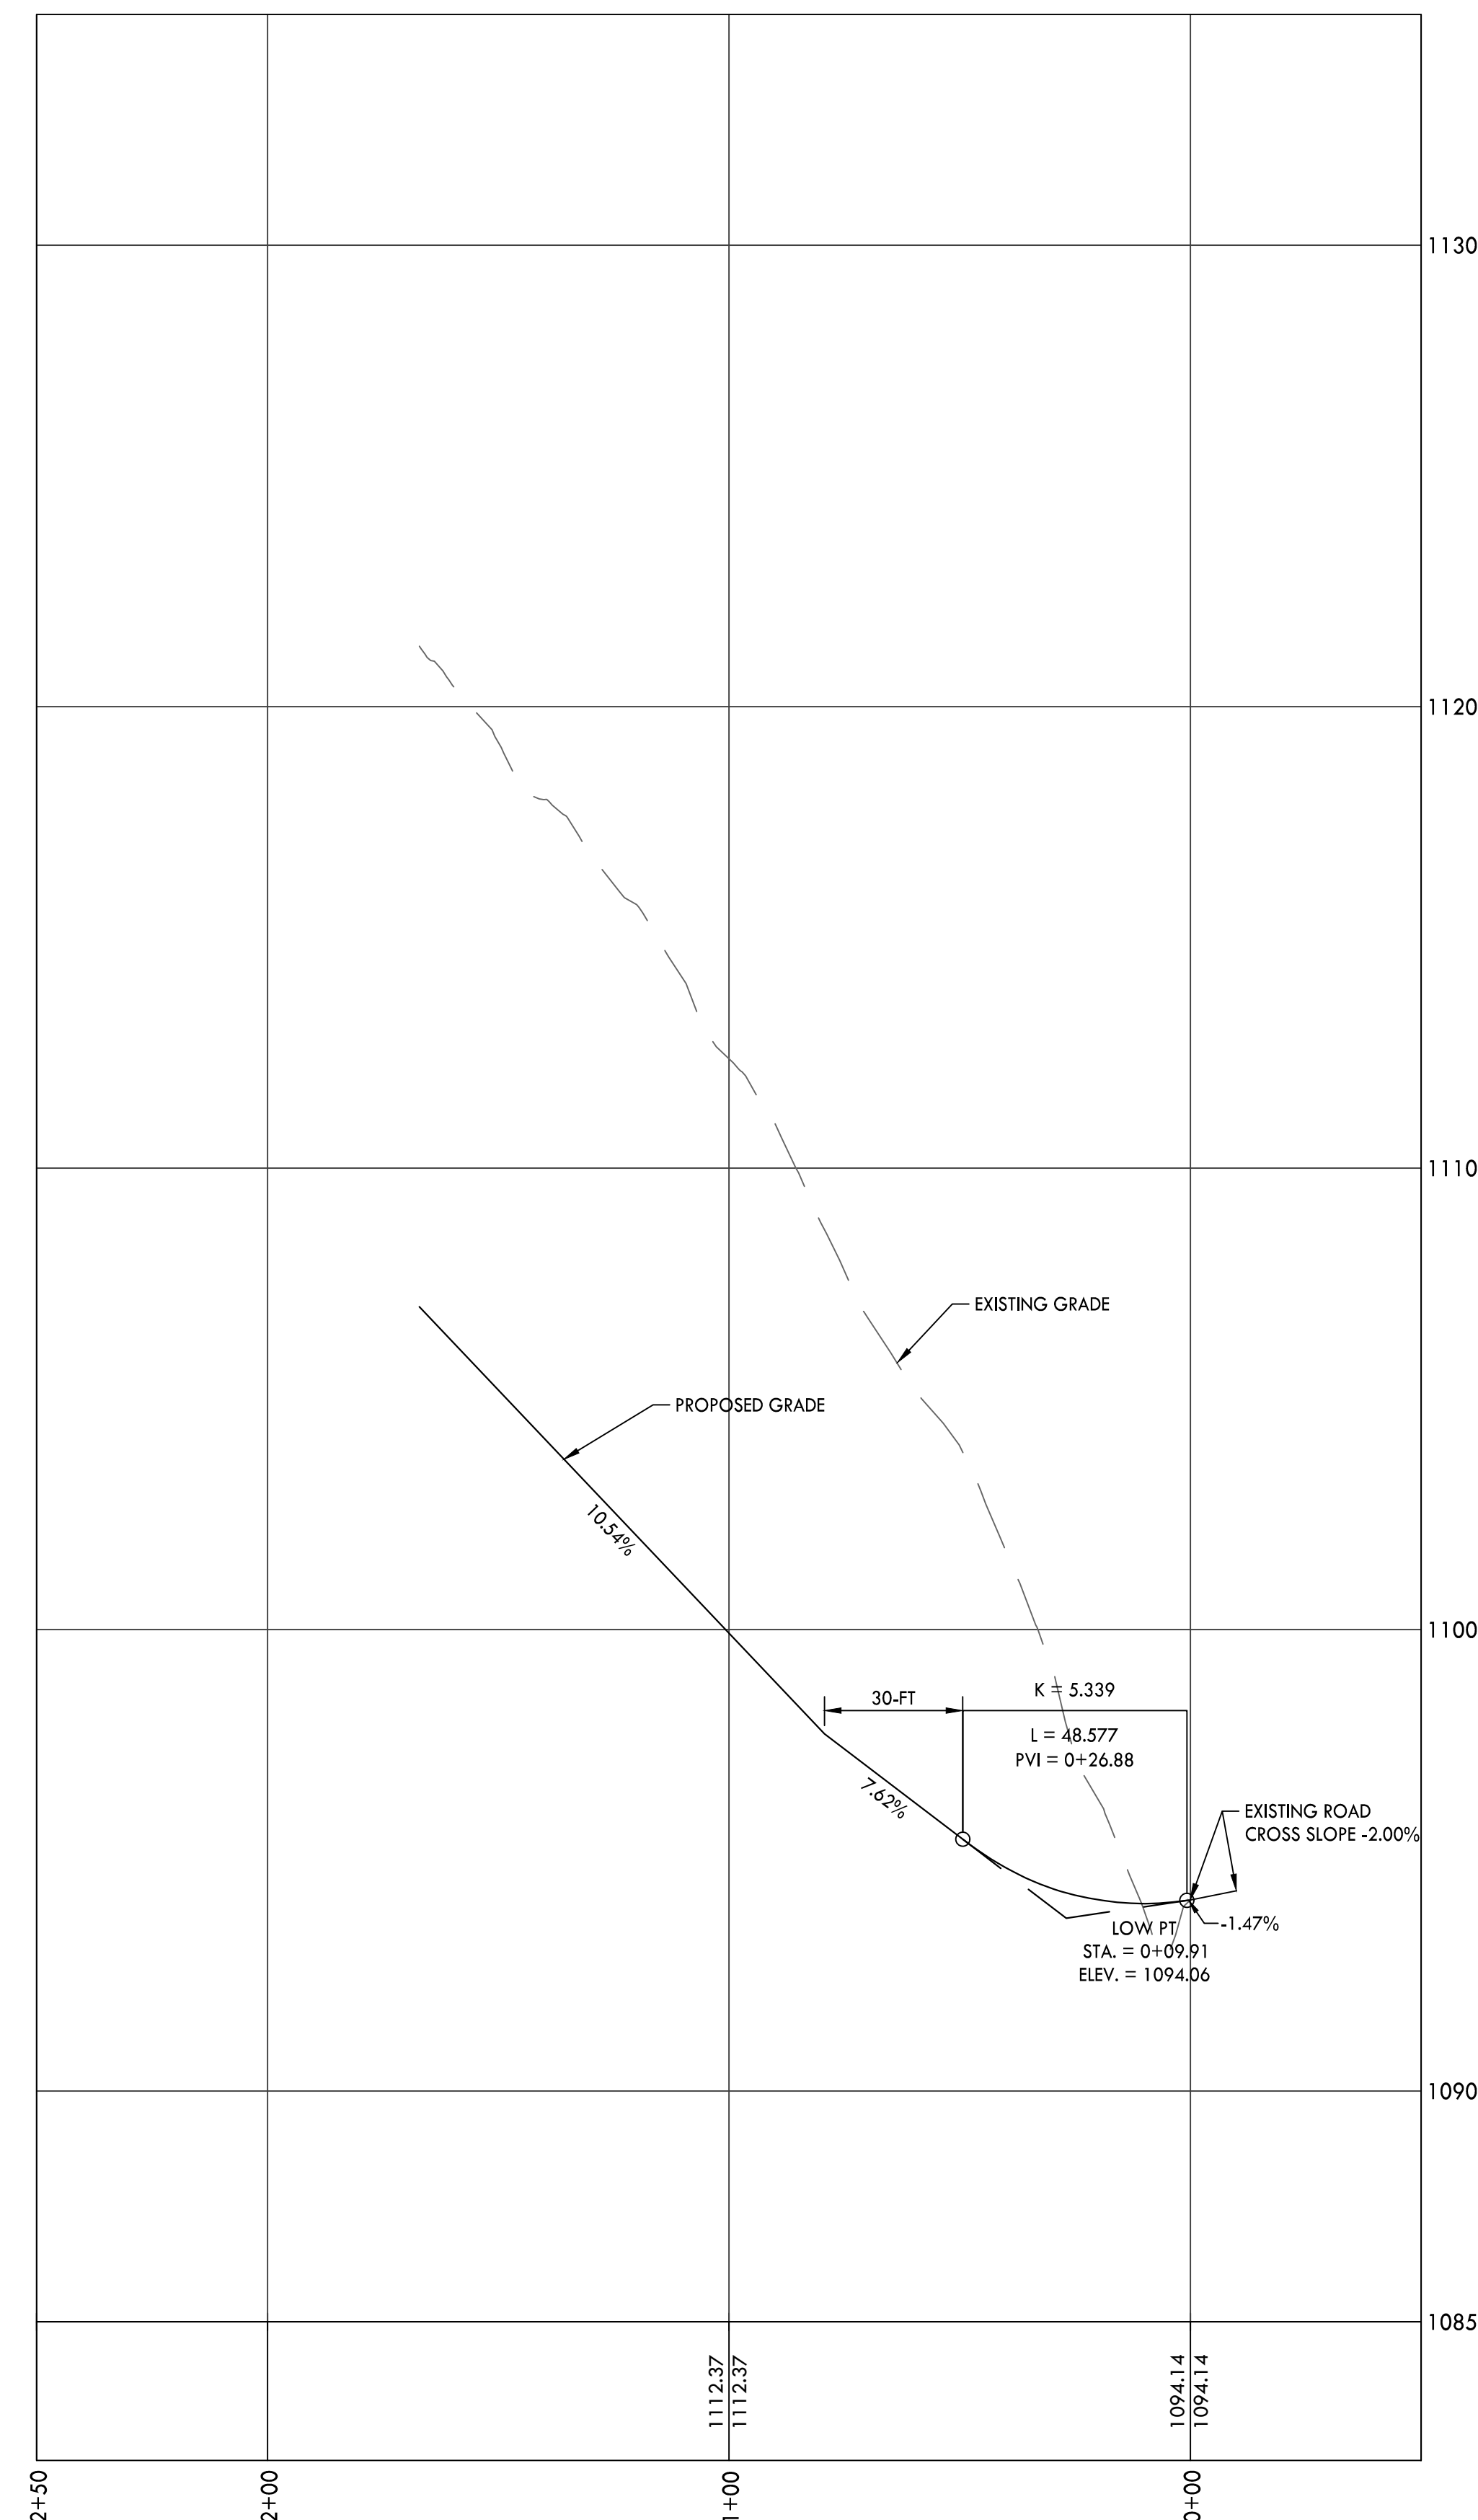 1130
1120
1110
EXISTING GRADE
PROPOSED GRADE
10.54%
1100
K = 5.339
30-FT
L = 48.577
PVI = 0+26.88
7.62%
EXISTING ROAD
CROSS SLOPE -2.00%
-1.47%
LOW PT
STA. = 0+09.91
ELEV. = 1094.06
1090
1085
1112.37
1112.37
1094.14
1094.14
2+50
2+00
1+00
0+00